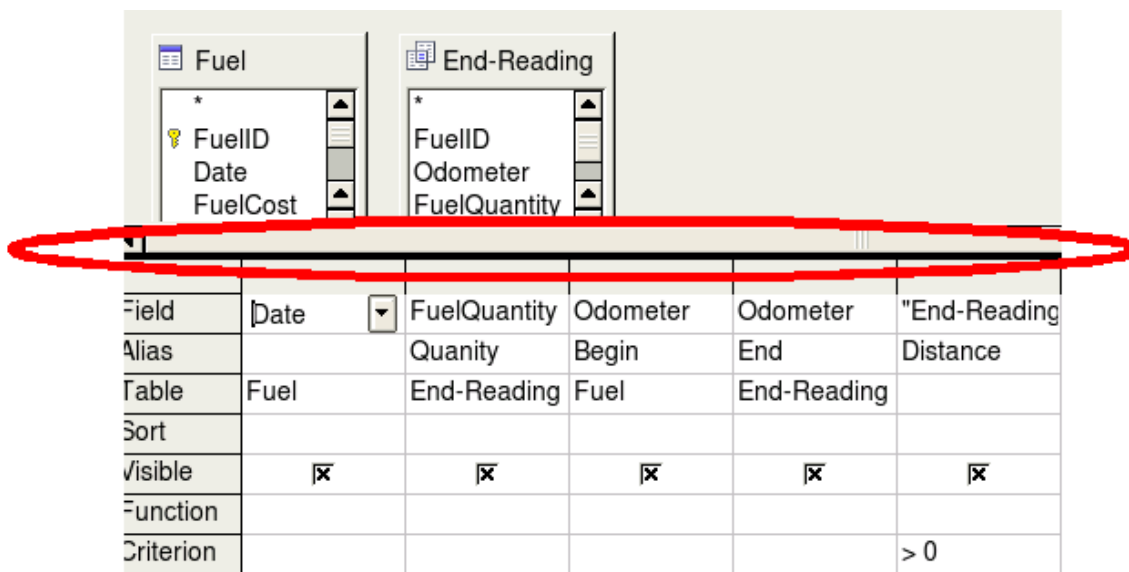 Fuel
*
FuelID
Date
FuelCost
End-Reading
*
FuelID
Odometer
FuelQuantity
Field Date FuelQuantity Odometer Odometer "End-Reading
Alias Quanity Begin End Distance
Table Fuel End-Reading Fuel End-Reading
Sort
Visible
Function
Criterion > 0